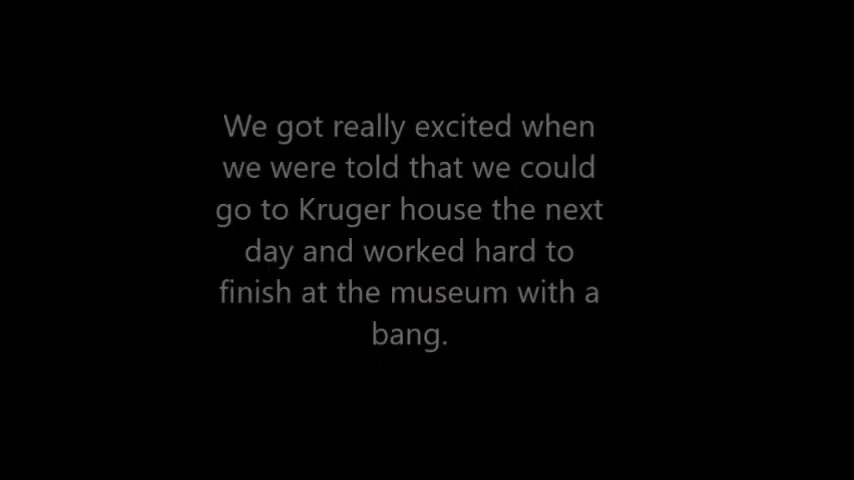 We got really excited when
we were told that we could
go to Kruger house the next
day and worked hard to
finish at the museum with a
bang.